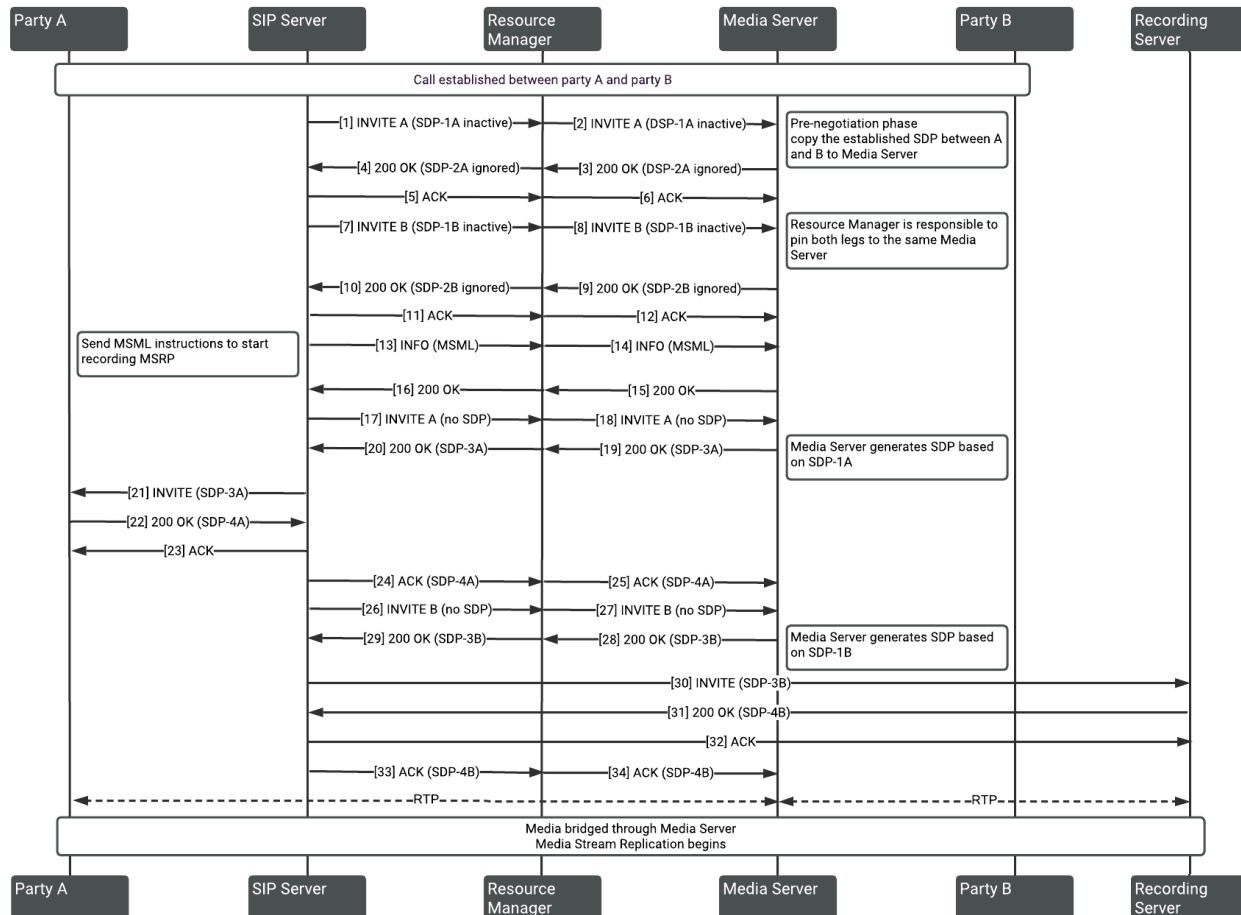 Party A
SIP Server
Resource
Manager
Media Server
Party B
Recording
Server
Call established between party A and party B
[1] INVITE A (SDP-1A inactive)
[2] INVITE A (DSP-1A inactive)
Pre-negotiation phase
copy the established SDP between A
and B to Media Server
[4] 200 OK (SDP-2A ignored)
[3] 200 OK (DSP-2A ignored)
[5] ACK
[6] ACK
[7] INVITE B (SDP-1B inactive)
[8] INVITE B (SDP-1B inactive)
Resource Manager is responsible to
pin both legs to the same Media
Server
[10] 200 OK (SDP-2B ignored)
[9] 200 OK (SDP-2B ignored)
[11] ACK
[12] ACK
Send MSML instructions to start
recording MSRP
[13] INFO (MSML)
[14] INFO (MSML)
[16] 200 OK
[15] 200 OK
[17] INVITE A (no SDP)
[18] INVITE A (no SDP)
[20] 200 OK (SDP-3A)
[19] 200 OK (SDP-3A)
Media Server generates SDP based
on SDP-1A
[21] INVITE (SDP-3A)
[22] 200 OK (SDP-4A)
[23] ACK
[24] ACK (SDP-4A)
[25] ACK (SDP-4A)
[26] INVITE B (no SDP)
[27] INVITE B (no SDP)
[29] 200 OK (SDP-3B)
[28] 200 OK (SDP-3B)
Media Server generates SDP based
on SDP-1B
[30] INVITE (SDP-3B)
[31] 200 OK (SDP-4B)
[32] ACK
[33] ACK (SDP-4B)
[34] ACK (SDP-4B)
RTP
RTP
Media bridged through Media Server
Media Stream Replication begins
Party A
SIP Server
Resource
Manager
Media Server
Party B
Recording
Server